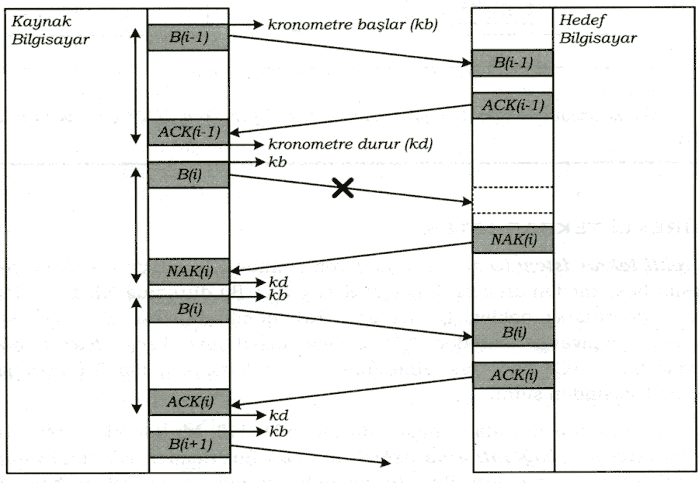 Kaynak
Bilgisayar
Hedef
Bilgisayar
kronometre başlar (kb)
B(i-1)
B(i-1)
ACK(i-1)
ACK(i-1)
kronometre durur (kd)
kb
B(i)
NAK(i)
NAK(i)
kd
kb
B(i)
B(i)
ACK(i)
ACK(i)
kd
kb
B(i+1)